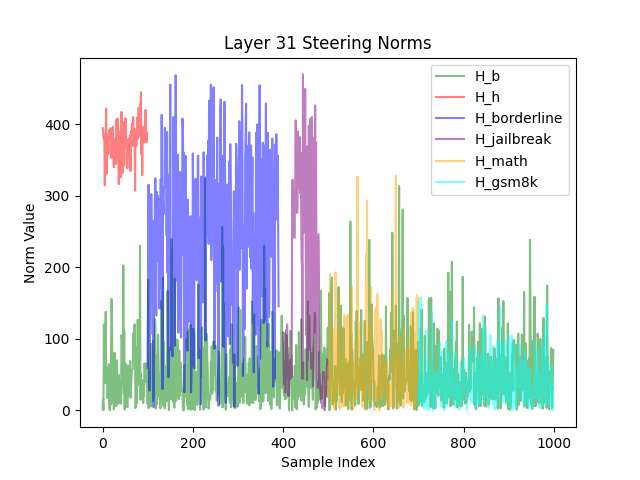 Layer 31 Steering Norms
Norm Value
400
300
200
100
0
H_b
H_h
H_borderline
H_jailbreak
H_math
H_gsm8k
0 200 400 600 800 1000
Sample Index